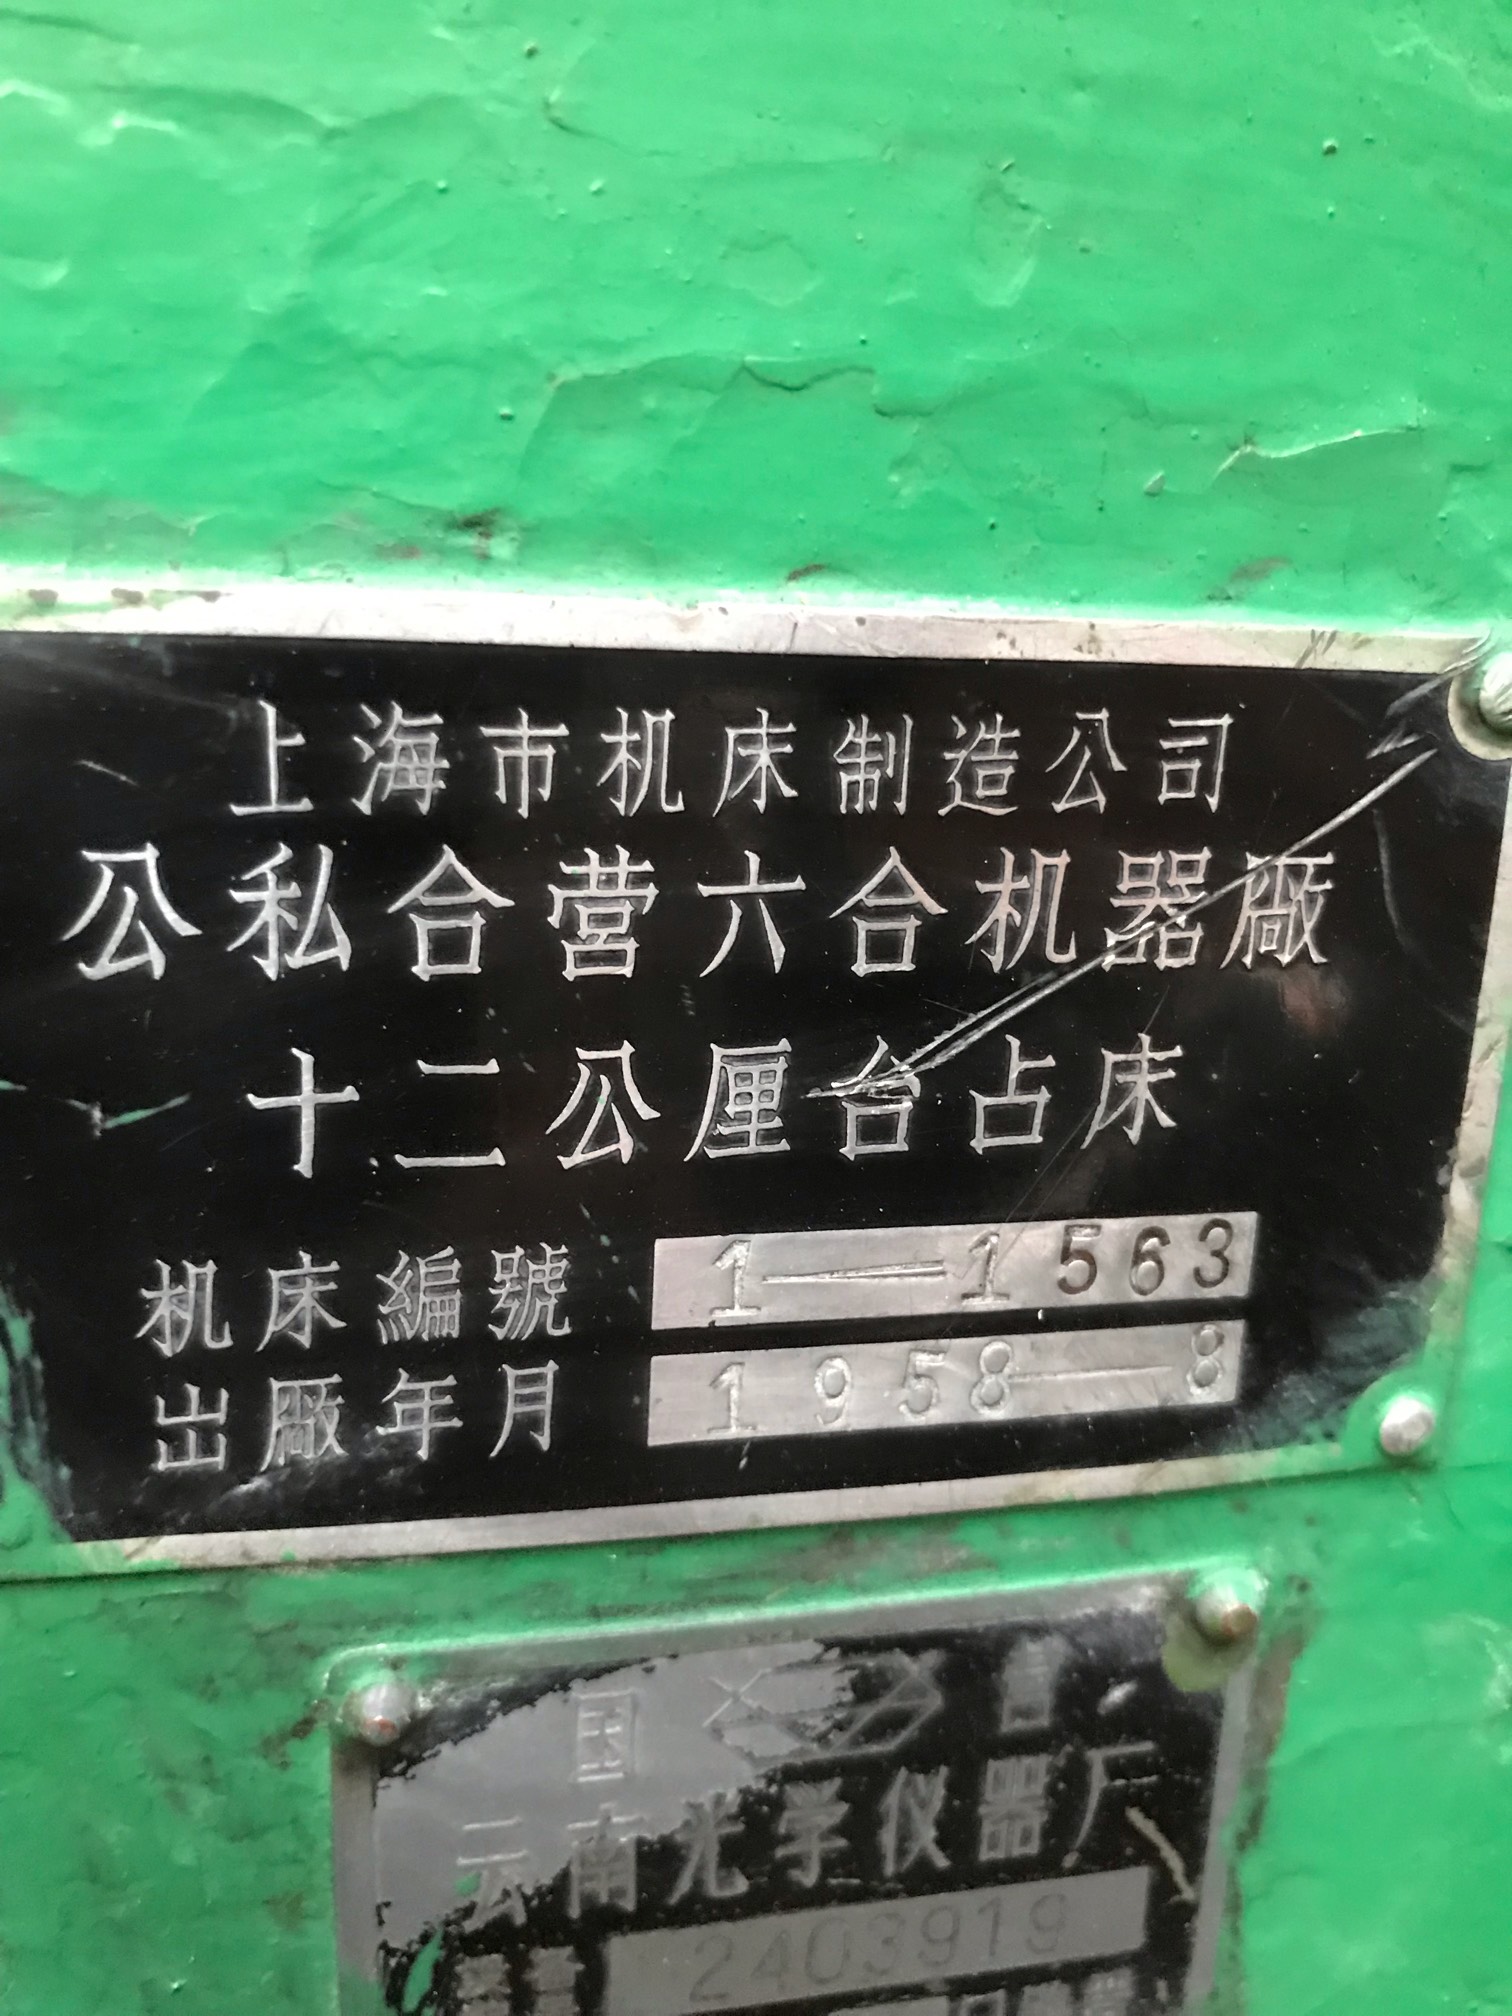 上海市机床制造公司
公私合营六合机器廠
十二公厘台占床
机床編號 1—1563
出廠年月 1958—8
国
云南光学仪器厂
2403919